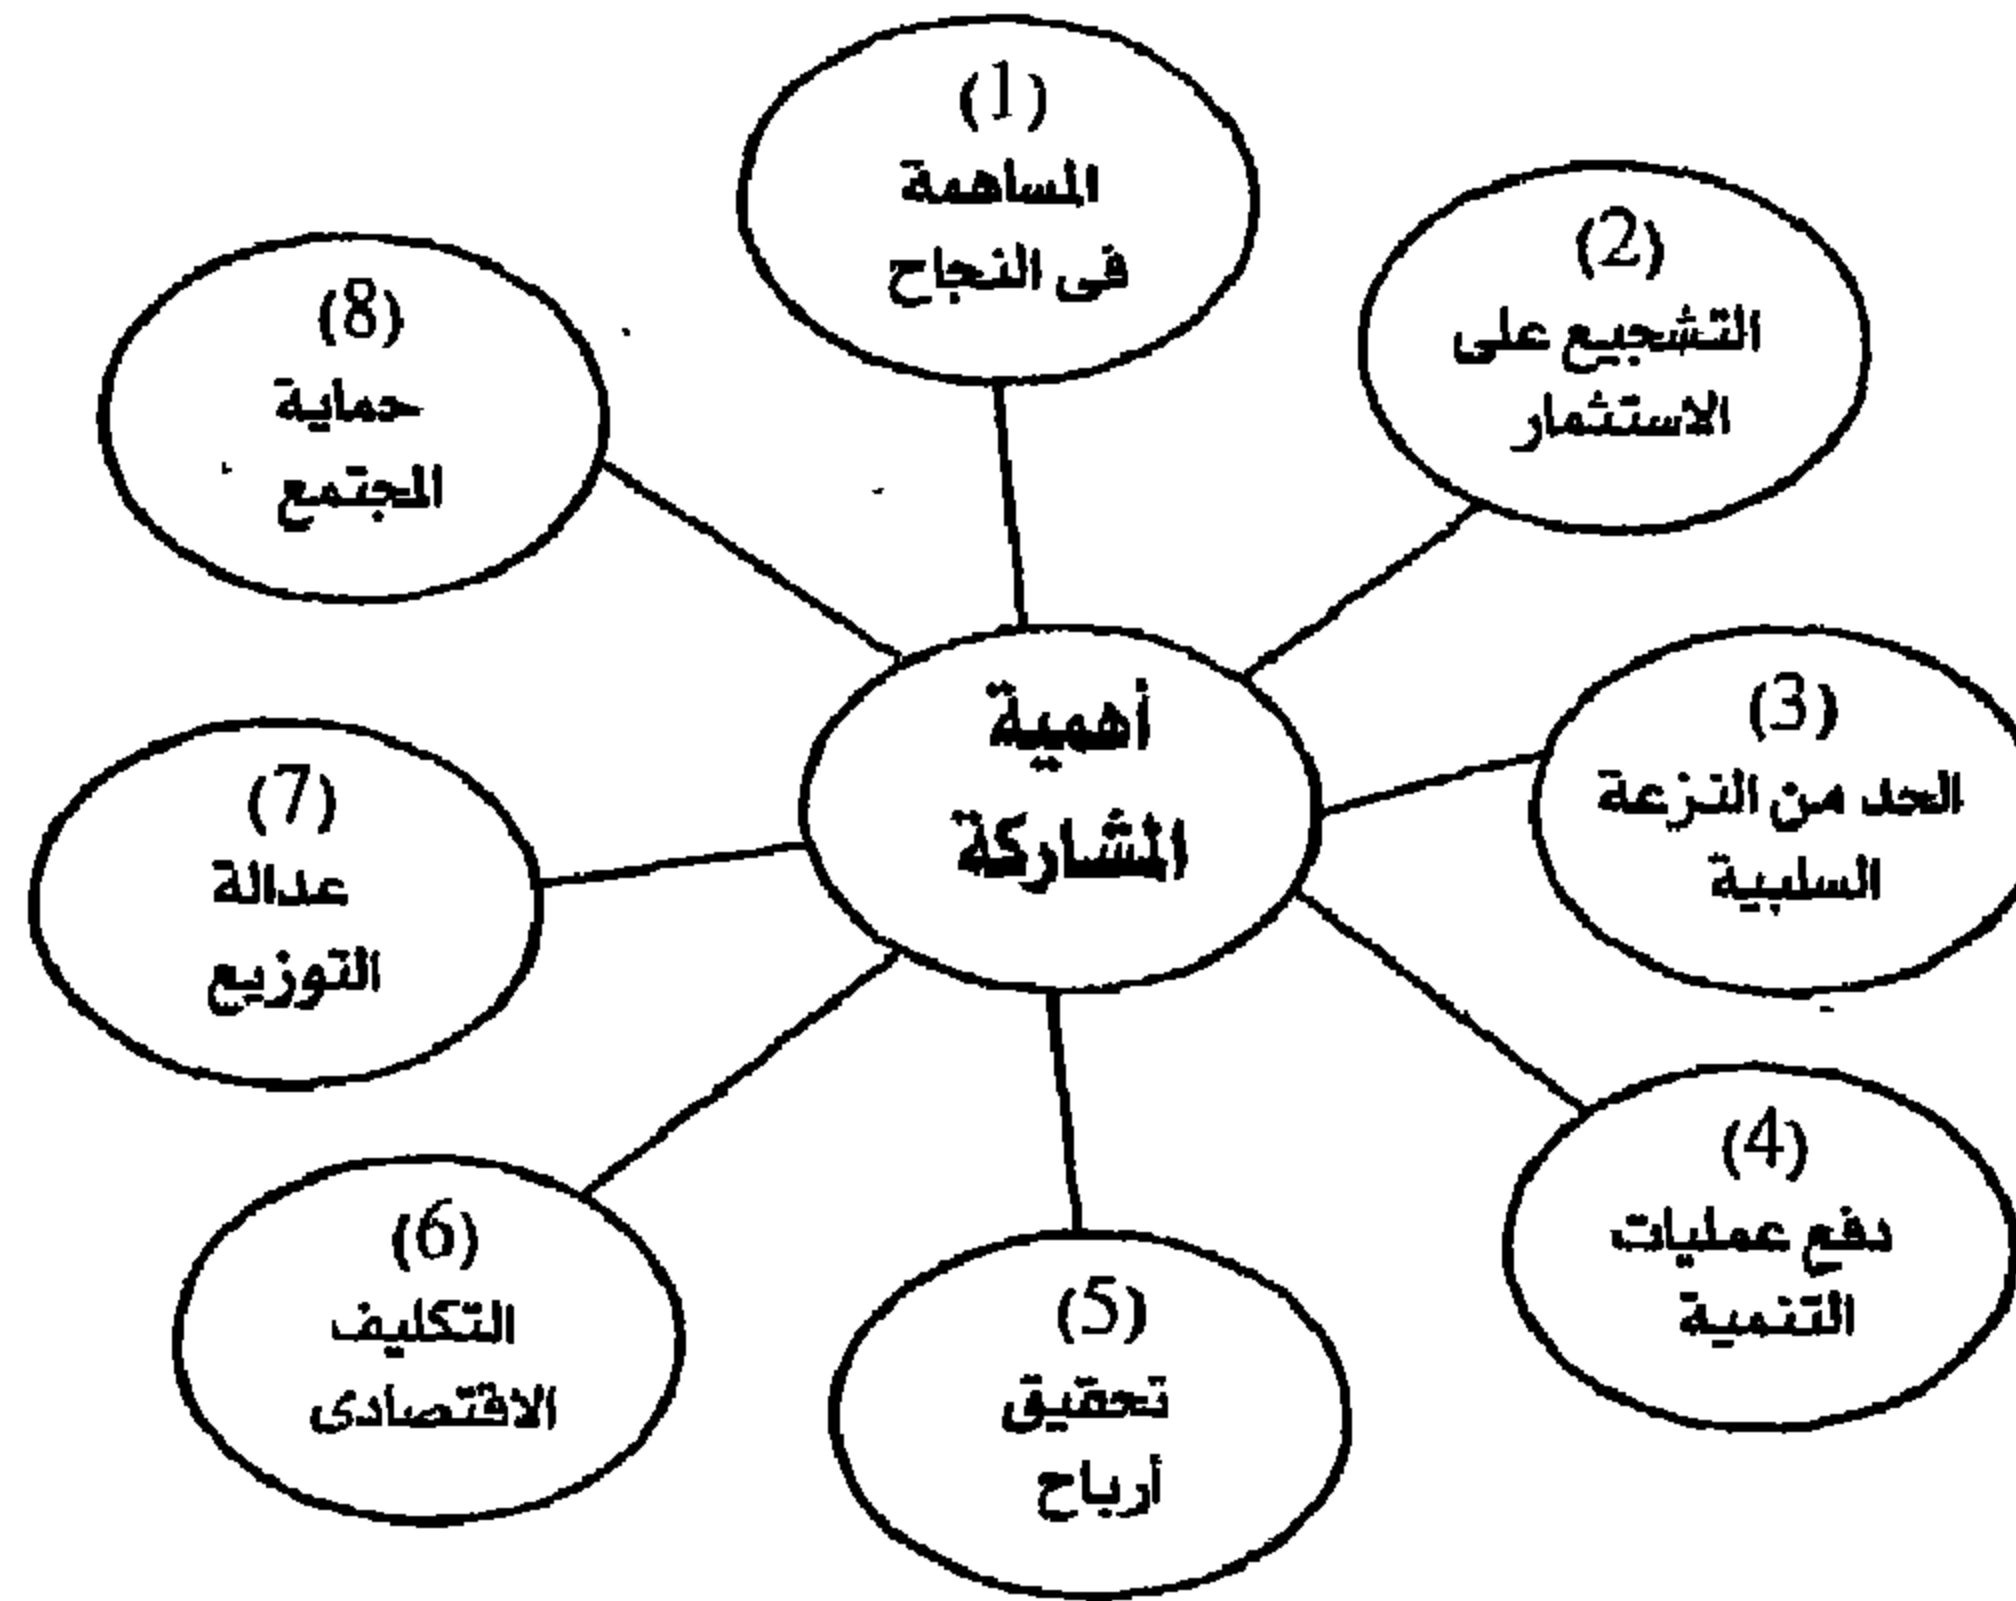 (1)
المساهمة
فى النجاح
(2)
التشجيع على
الاستثمار
(3)
الحد من النزعة
السلبية
(4)
دفع عمليات
التنمية
(5)
تحقيق
أرباح
(6)
التكليف
الاقتصادى
(7)
عدالة
التوزيع
(8)
حماية
المجتمع
أهمية
المشاركة